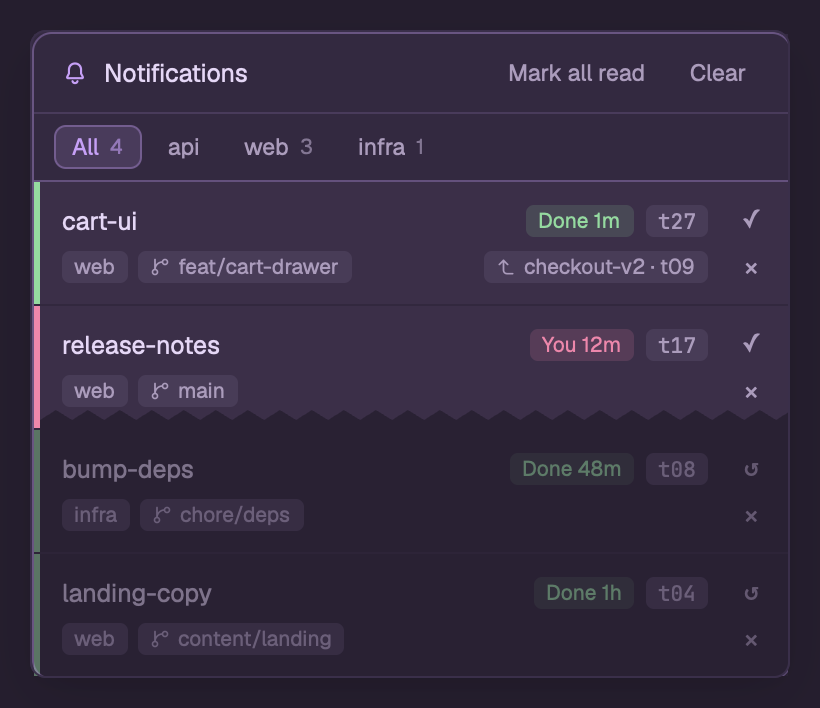 Notifications Mark all read Clear
All 4 api web 3 infra 1
cart-ui Done 1m t27 ✓
web feat/cart-drawer checkout-v2 · t09 ×
release-notes You 12m t17 ✓
web main ×
bump-deps Done 48m t08 ↺
infra chore/deps ×
landing-copy Done 1h t04 ↺
web content/landing ×